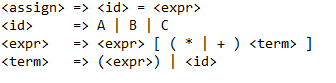 <assign> => <id> = <expr>
<id> => A | B | C
<expr> => <expr> [ ( * | + ) <term> ]
<term> => (<expr>) | <id>